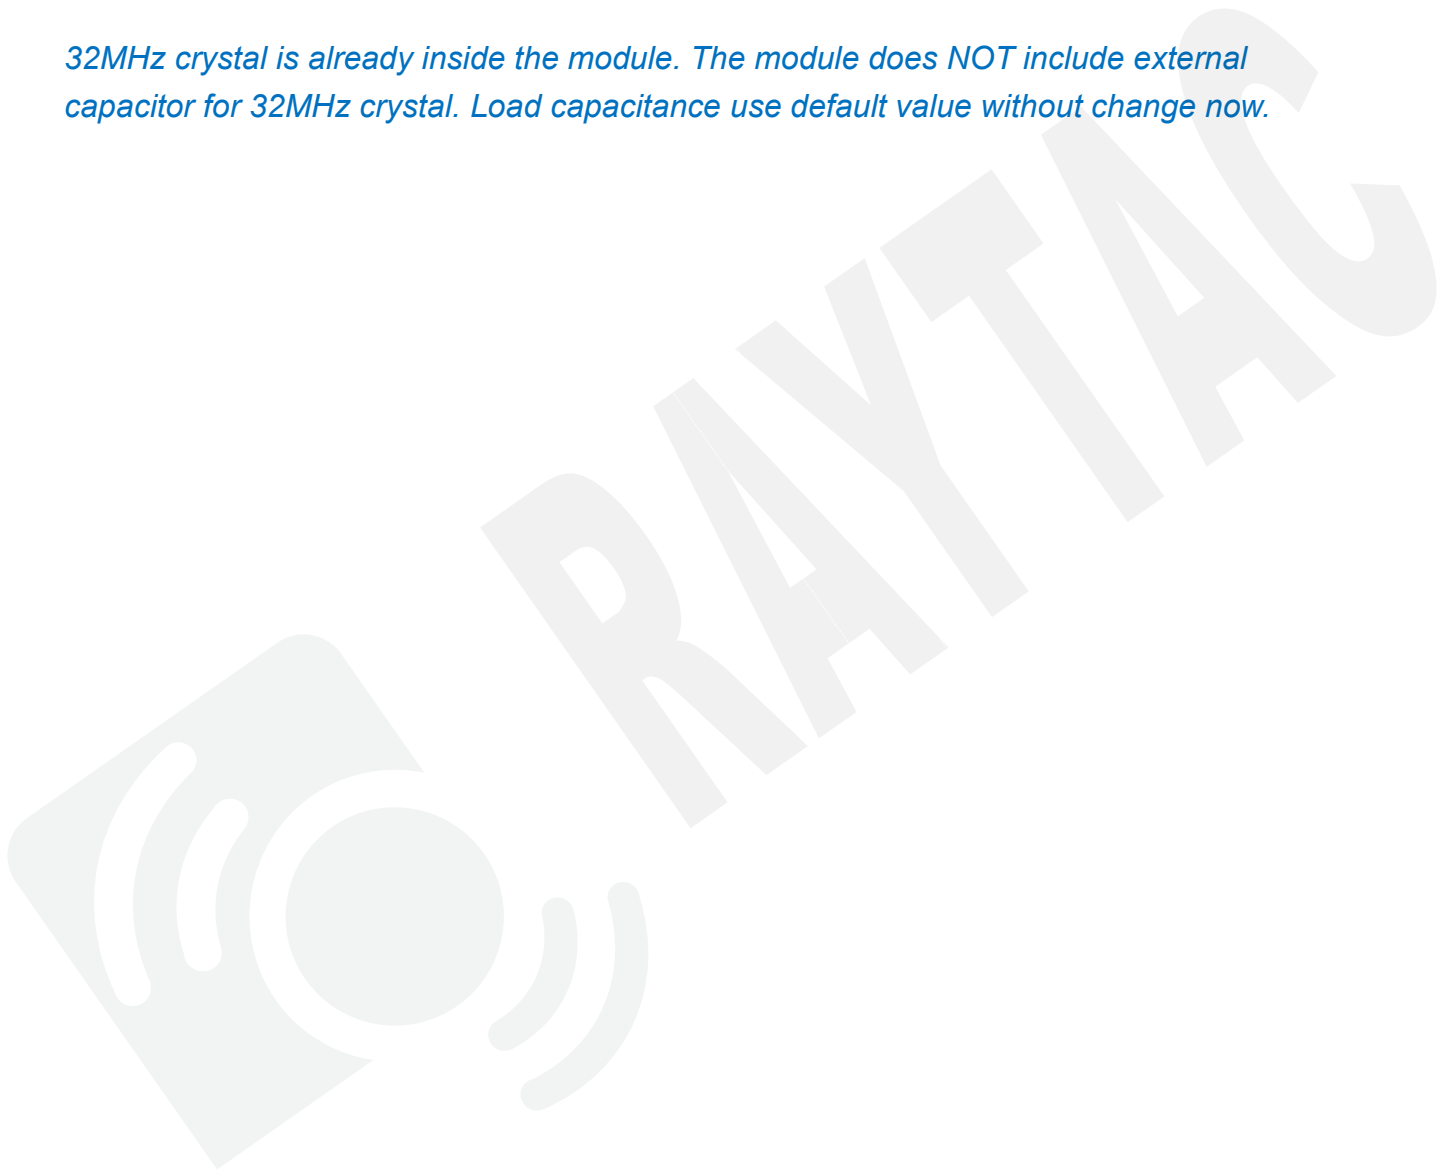 32MHz crystal is already inside the module. The module does NOT include external
capacitor for 32MHz crystal. Load capacitance use default value without change now.
RAYTAC